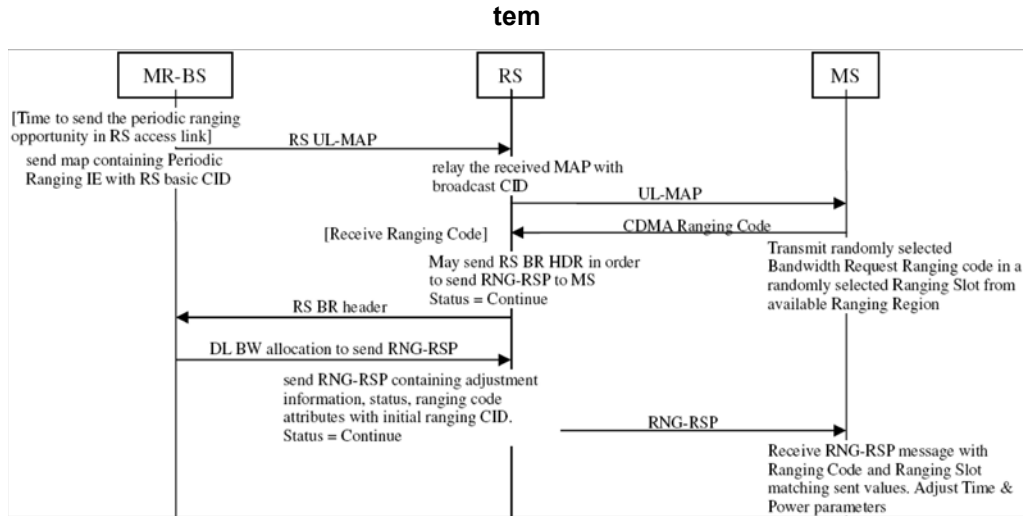 tem
MR-BS
RS
MS
[Time to send the periodic ranging
opportunity in RS access link]
RS UL-MAP
send map containing Periodic
Ranging IE with RS basic CID
relay the received MAP with
broadcast CID
UL-MAP
CDMA Ranging Code
[Receive Ranging Code]
Transmit randomly selected
Bandwidth Request Ranging code in a
randomly selected Ranging Slot from
available Ranging Region
May send RS BR HDR in order
to send RNG-RSP to MS
Status = Continue
RS BR header
DL BW allocation to send RNG-RSP
send RNG-RSP containing adjustment
information, status, ranging code
attributes with initial ranging CID.
Status = Continue
RNG-RSP
Receive RNG-RSP message with
Ranging Code and Ranging Slot
matching sent values. Adjust Time &
Power parameters